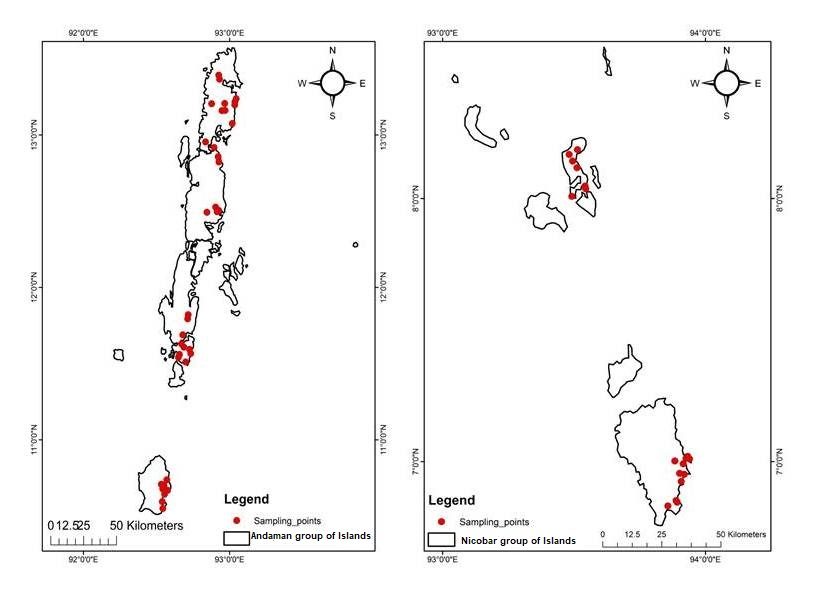 92°0'0"E 93°0'0"E
N
W E
S
13°0'0"N 13°0'0"N
12°0'0"N 12°0'0"N
11°0'0"N 11°0'0"N
Legend
Sampling_points
Andaman group of Islands
0 12.525 50 Kilometers
92°0'0"E 93°0'0"E
93°0'0"E 94°0'0"E
N
W E
S
8°0'0"N 8°0'0"N
7°0'0"N 7°0'0"N
Legend
Sampling_points
Nicobar group of Islands
0 12.5 25 50 Kilometers
93°0'0"E 94°0'0"E